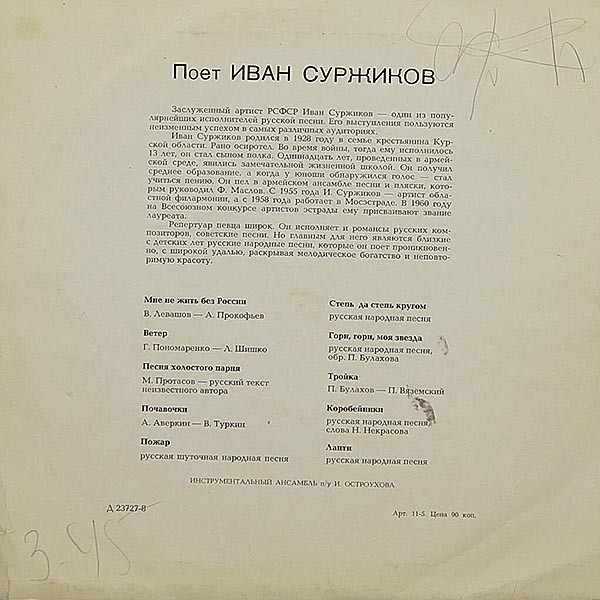 Поет ИВАН СУРЖИКОВ
Заслуженный артист РСФСР Иван Суржиков — один из попу-
лярнейших исполнителей русской песни. Его выступления пользуются
неизменным успехом в самых различных аудиториях.
Иван Суржиков родился в 1928 году в семье крестьянина Кур-
ской области. Рано осиротел. Во время войны, тогда ему исполнилось
13 лет, он стал сыном полка. Одиннадцать лет, проведенных в армей-
ской среде, явились замечательной жизненной школой. Он получил
среднее образование, а когда у юноши обнаружился голос — стал
учиться пению. Он пел в армейском ансамбле песни и пляски, кото-
рым руководил Ф. Маслов. С 1955 года И. Суржиков — артист обла-
стной филармонии, а с 1958 года работает в Мосэстраде. В 1960 году
на Всесоюзном конкурсе артистов эстрады ему присваивают звание
лауреата.
Репертуар певца широк. Он исполняет и романсы русских ком-
позиторов, советские песни. Но главным для него являются близкие
с детских лет русские народные песни, которые он поет проникновен-
но, с широкой удалью, раскрывая мелодическое богатство и неповто-
римую красоту.
Мне не жить без России
В. Левашов — А. Прокофьев
Ветер
Г. Пономаренко — Л. Шишко
Песня холостого парня
М. Протасов — русский текст
неизвестного автора
Почавочки
А. Аверкин — В. Туркин
Пожар
русская шуточная народная песня
Степь да степь кругом
русская народная песня
Гори, гори, моя звезда
русская народная песня,
обр. П. Булахова
Тройка
П. Булахов — П. Вяземский
Коробейники
русская народная песня,
слова Н. Некрасова
Лапти
русская народная песня
ИНСТРУМЕНТАЛЬНЫЙ АНСАМБЛЬ п/у И. ОСТРОУХОВА
Д 23727-8
Арт. 11-5. Цена 90 коп.
3-45